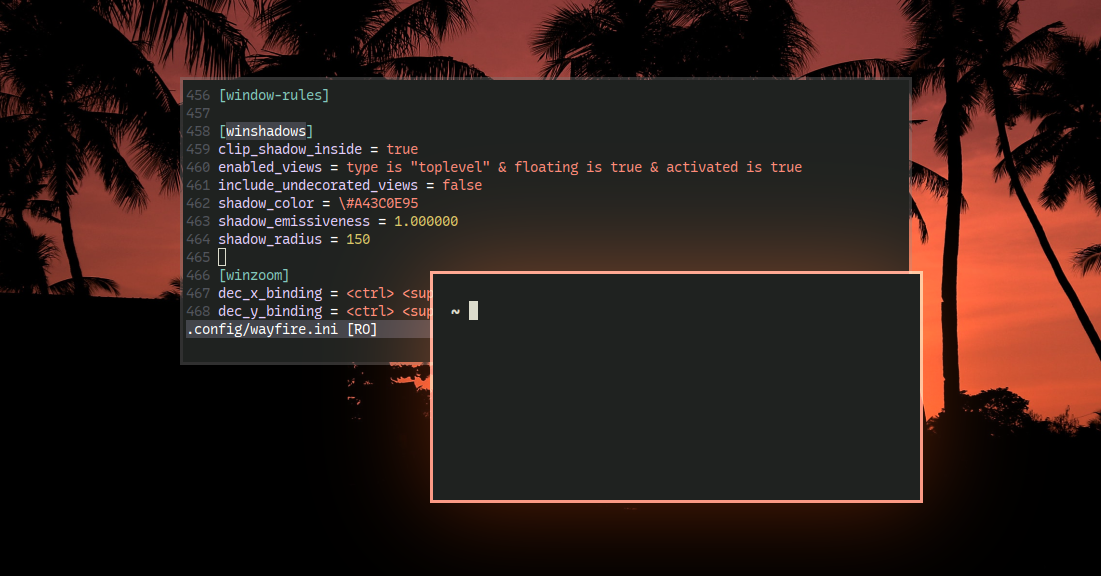 456 [window-rules]
457
458 [winshadows]
459 clip_shadow_inside = true
460 enabled_views = type is "toplevel" & floating is true & activated is true
461 include_undecorated_views = false
462 shadow_color = \#A43C0E95
463 shadow_emissiveness = 1.000000
464 shadow_radius = 150
465
466 [winzoom]
467 dec_x_binding = <ctrl> <sup
468 dec_y_binding = <ctrl> <sup
.config/wayfire.ini [RO]
~